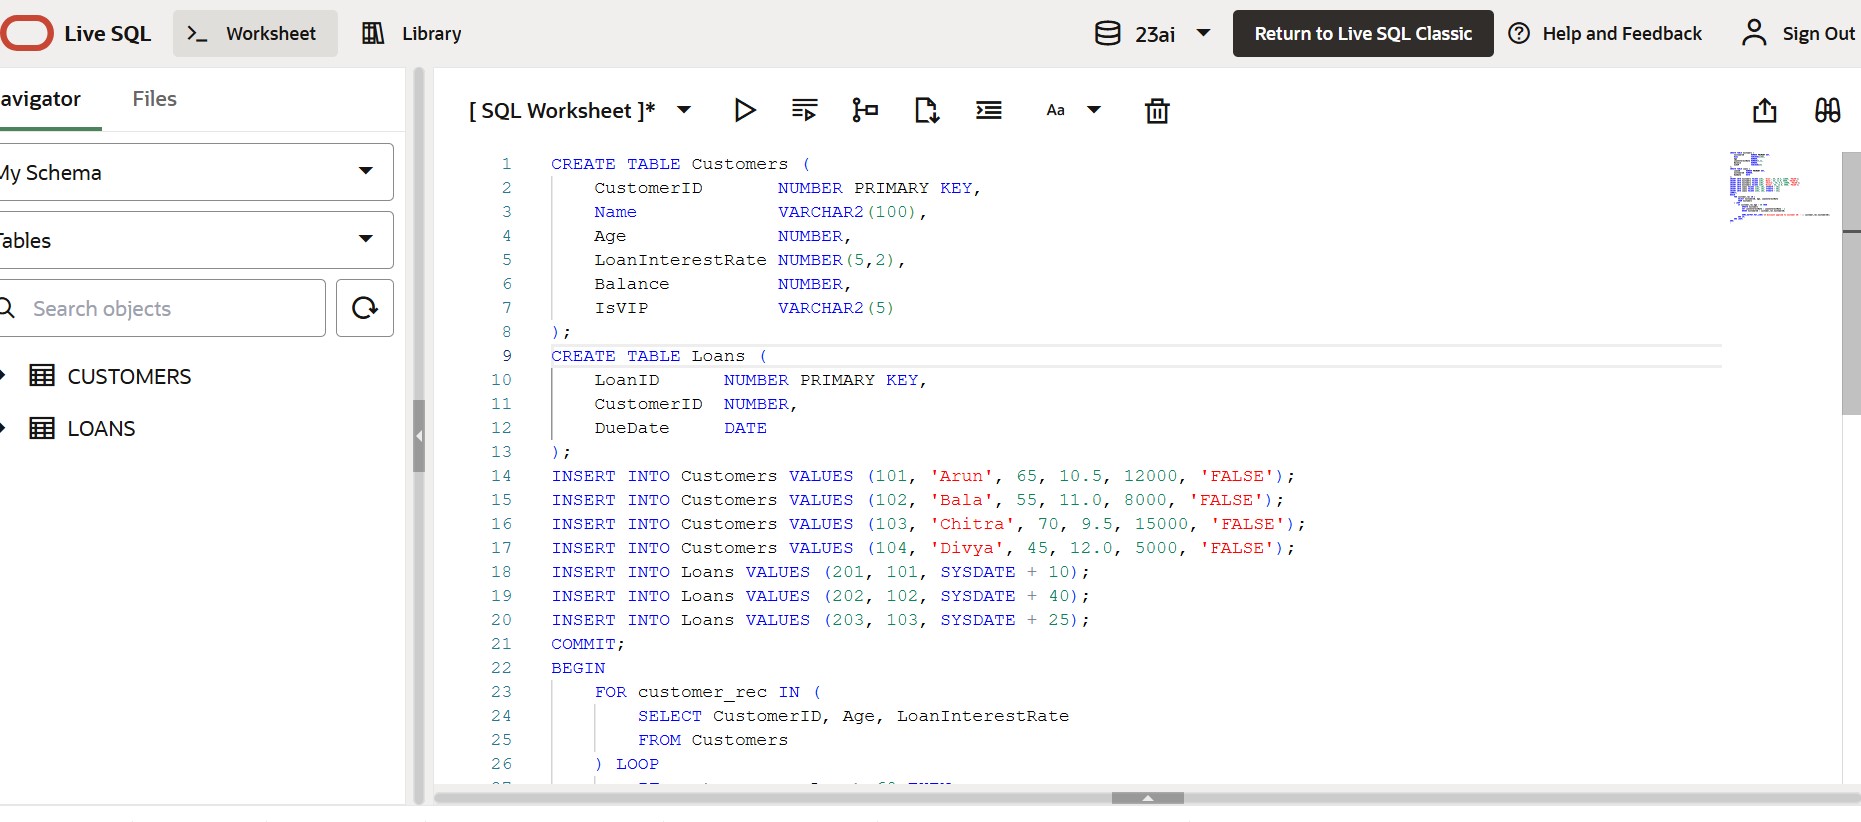 Live SQL
Worksheet
Library
23ai
Return to Live SQL Classic
Help and Feedback
Sign Out
avigator
Files
My Schema
Tables
Search objects
CUSTOMERS
LOANS
[ SQL Worksheet ]*
Aa
1 CREATE TABLE Customers (
2 CustomerID NUMBER PRIMARY KEY,
3 Name VARCHAR2(100),
4 Age NUMBER,
5 LoanInterestRate NUMBER(5,2),
6 Balance NUMBER,
7 IsVIP VARCHAR2(5)
8 );
9 CREATE TABLE Loans (
10 LoanID NUMBER PRIMARY KEY,
11 CustomerID NUMBER,
12 DueDate DATE
13 );
14 INSERT INTO Customers VALUES (101, 'Arun', 65, 10.5, 12000, 'FALSE');
15 INSERT INTO Customers VALUES (102, 'Bala', 55, 11.0, 8000, 'FALSE');
16 INSERT INTO Customers VALUES (103, 'Chitra', 70, 9.5, 15000, 'FALSE');
17 INSERT INTO Customers VALUES (104, 'Divya', 45, 12.0, 5000, 'FALSE');
18 INSERT INTO Loans VALUES (201, 101, SYSDATE + 10);
19 INSERT INTO Loans VALUES (202, 102, SYSDATE + 40);
20 INSERT INTO Loans VALUES (203, 103, SYSDATE + 25);
21 COMMIT;
22 BEGIN
23 FOR customer_rec IN (
24 SELECT CustomerID, Age, LoanInterestRate
25 FROM Customers
26 ) LOOP